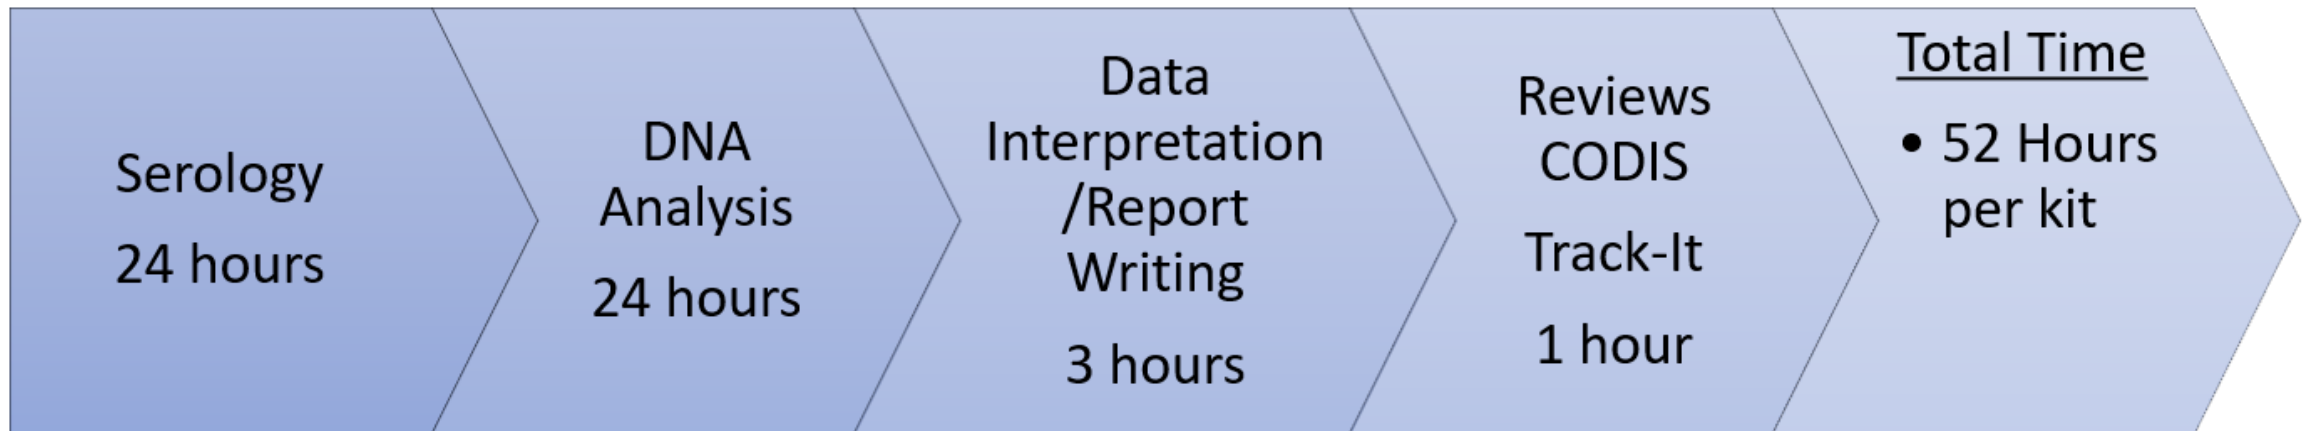 Serology
24 hours
DNA
Analysis
24 hours
Data
Interpretation
/Report
Writing
3 hours
Reviews
CODIS
Track-It
1 hour
Total Time
• 52 Hours
per kit